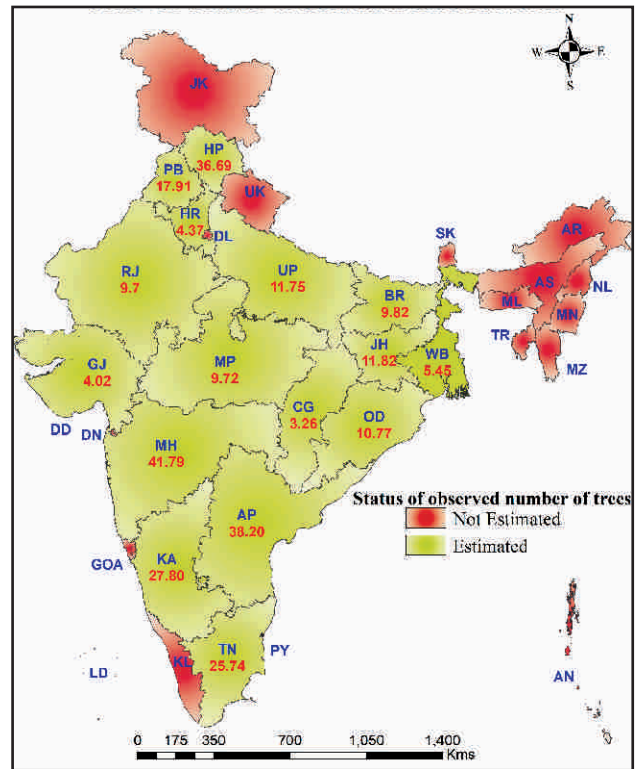 N
W E
S
JK
HP
36.69
PB
17.91
UK
HR
4.37
DL
SK
AR
RJ
9.7
UP
11.75
AS
NL
BR
9.82
ML
MN
TR
MZ
GJ
4.02
MP
9.72
JH
11.82
WB
5.45
CG
3.26
OD
10.77
DD
DN
MH
41.79
Status of observed number of trees
Not Estimated
Estimated
AP
38.20
GOA
KA
27.80
KL
TN
25.74
PY
LD
AN
0 175 350 700 1,050 1,400
Kms